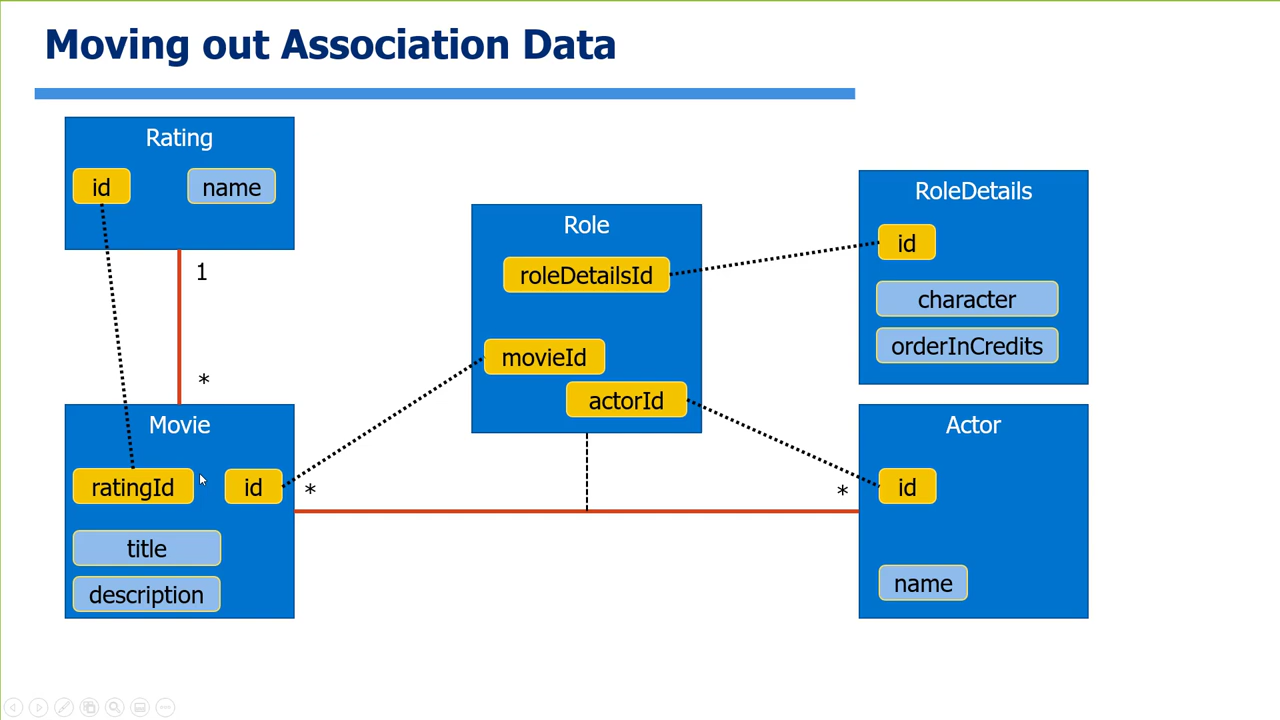 Moving out Association Data
Rating
id
name
1
*
Movie
ratingId
id
title
description
*
Role
roleDetailsId
movieId
actorId
RoleDetails
id
character
orderInCredits
Actor
*
id
name